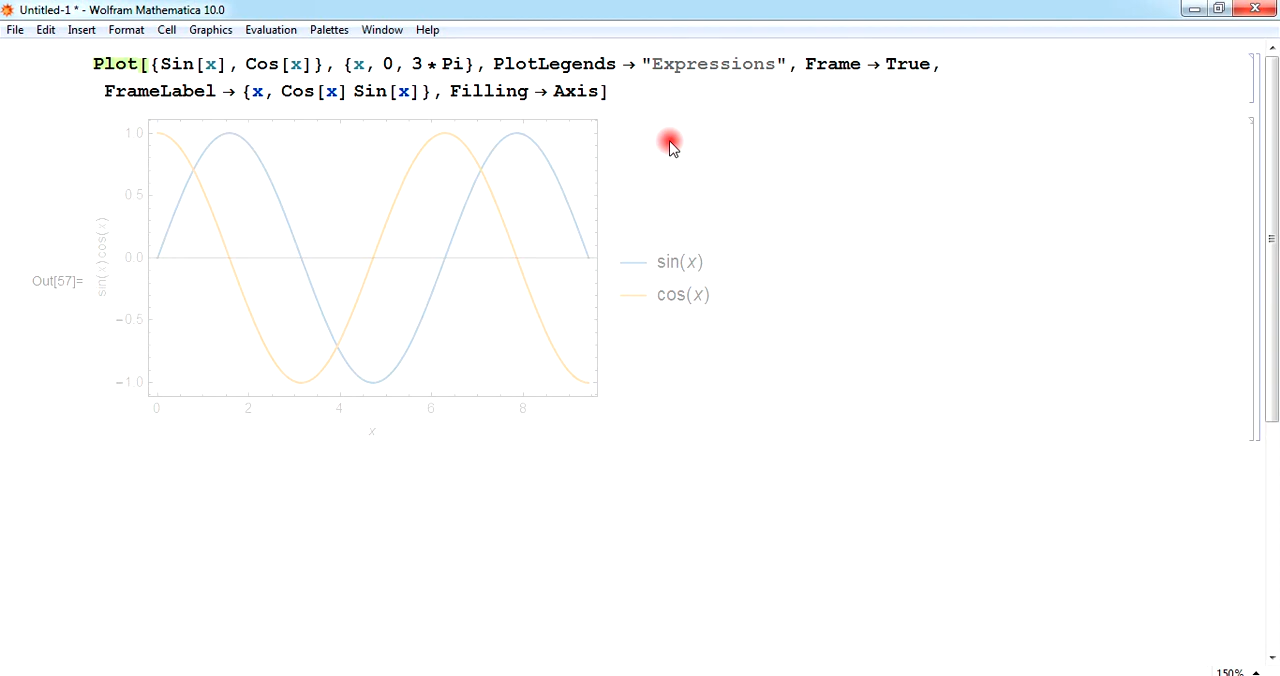 Untitled-1 * - Wolfram Mathematica 10.0
File Edit Insert Format Cell Graphics Evaluation Palettes Window Help
Plot[{Sin[x], Cos[x]}, {x, 0, 3*Pi}, PlotLegends → "Expressions", Frame → True,
FrameLabel → {x, Cos[x] Sin[x]}, Filling → Axis]
1.0
0.5
0.0
−0.5
−1.0
sin(x)cos(x)
Out[57]=
0 2 4 6 8
x
sin(x)
cos(x)
150%